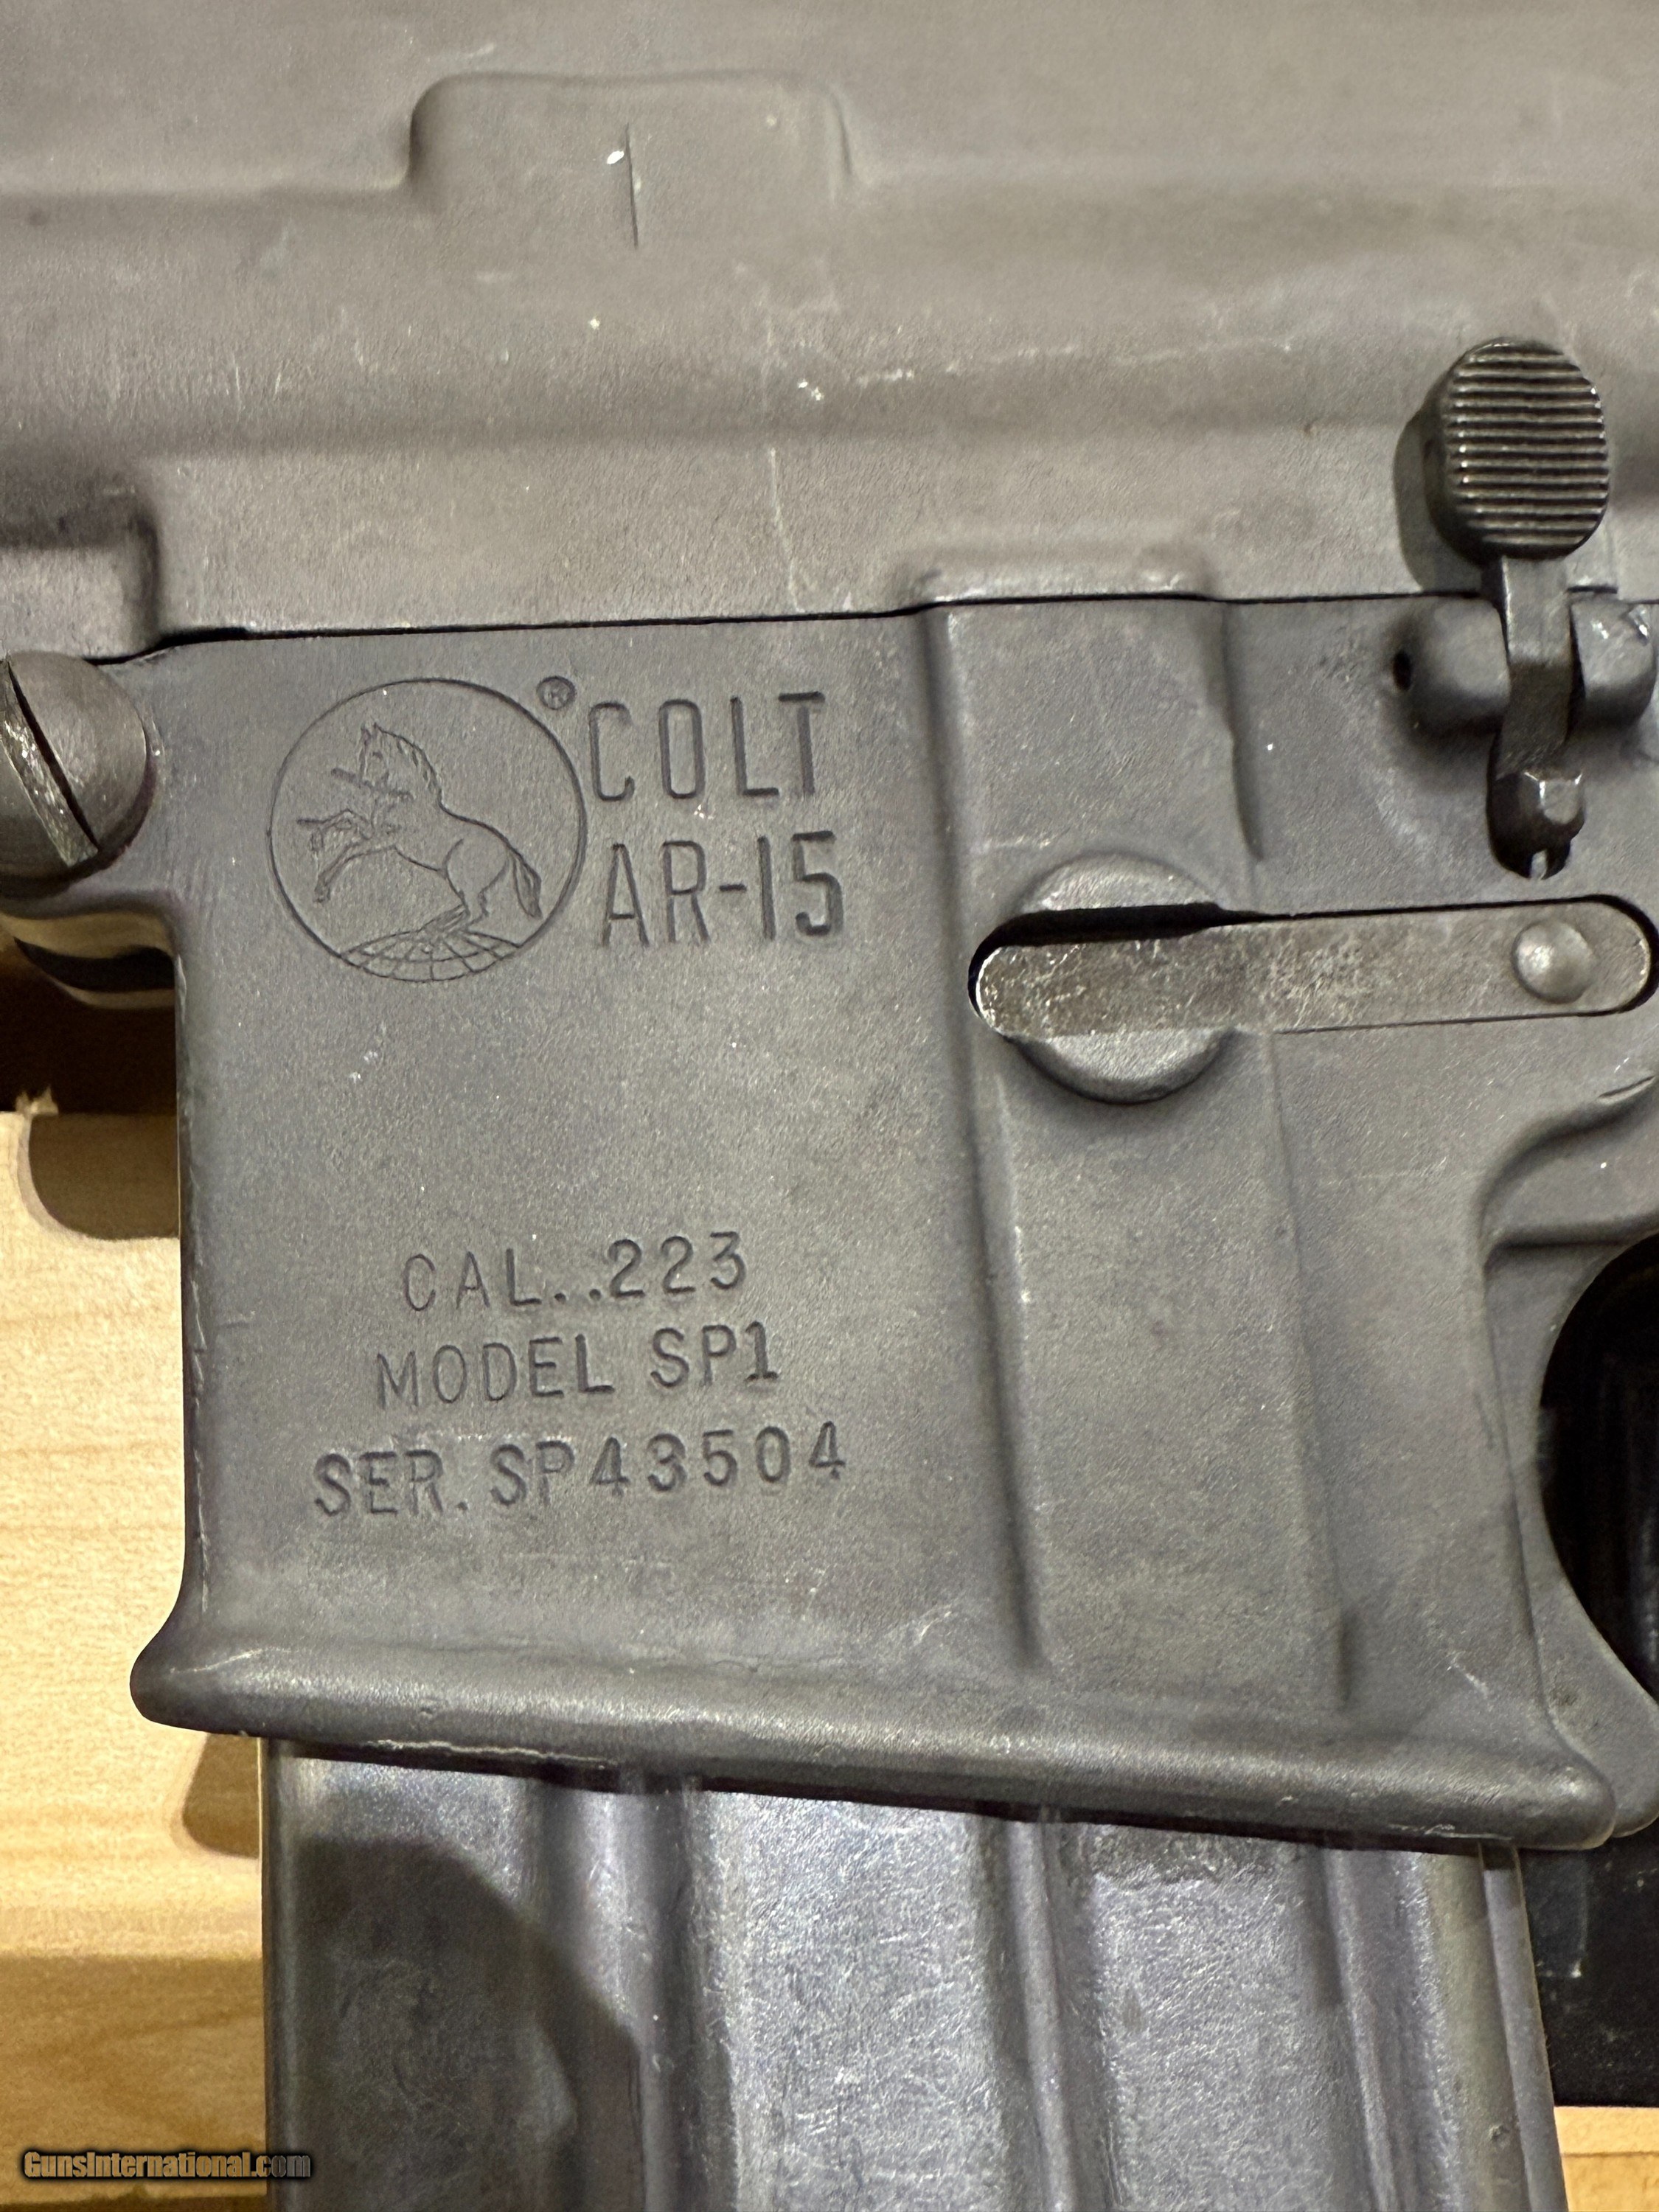 ® COLT
AR-15
CAL..223
MODEL SP1
SER. SP43504
GunsInternational.com